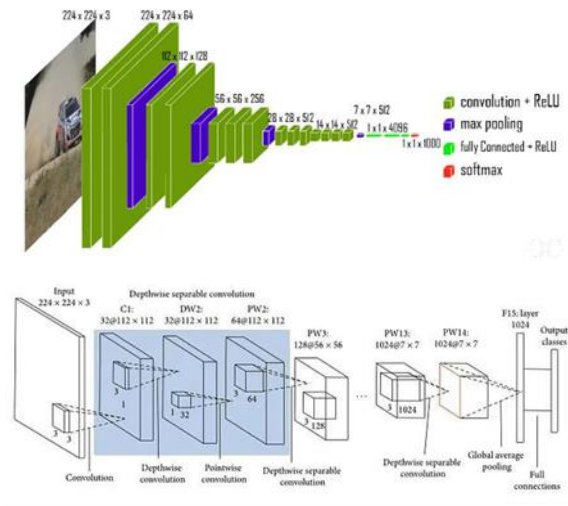 224 x 224 x 3
224 x 224 x 64
112 x 112 x 128
56 x 56 x 256
28 x 28 x 512
14 x 14 x 512
7 x 7 x 512
1 x 1 x 4096
1 x 1 x 1000
convolution + ReLU
max pooling
fully Connected + ReLU
softmax
Input
224 × 224 × 3
Depthwise separable convolution
C1:
32@112 × 112
DW2:
32@112 × 112
PW2:
64@112 × 112
PW3:
128@56 × 56
PW13:
1024@7 × 7
PW14:
1024@7 × 7
F15: layer
1024
Output
classes
3
3
3
1
1
32
3
64
3
128
...
3
1024
Convolution
Depthwise
convolution
Pointwise
convolution
Depthwise separable
convolution
Depthwise separable
convolution
Global average
pooling
Full
connections